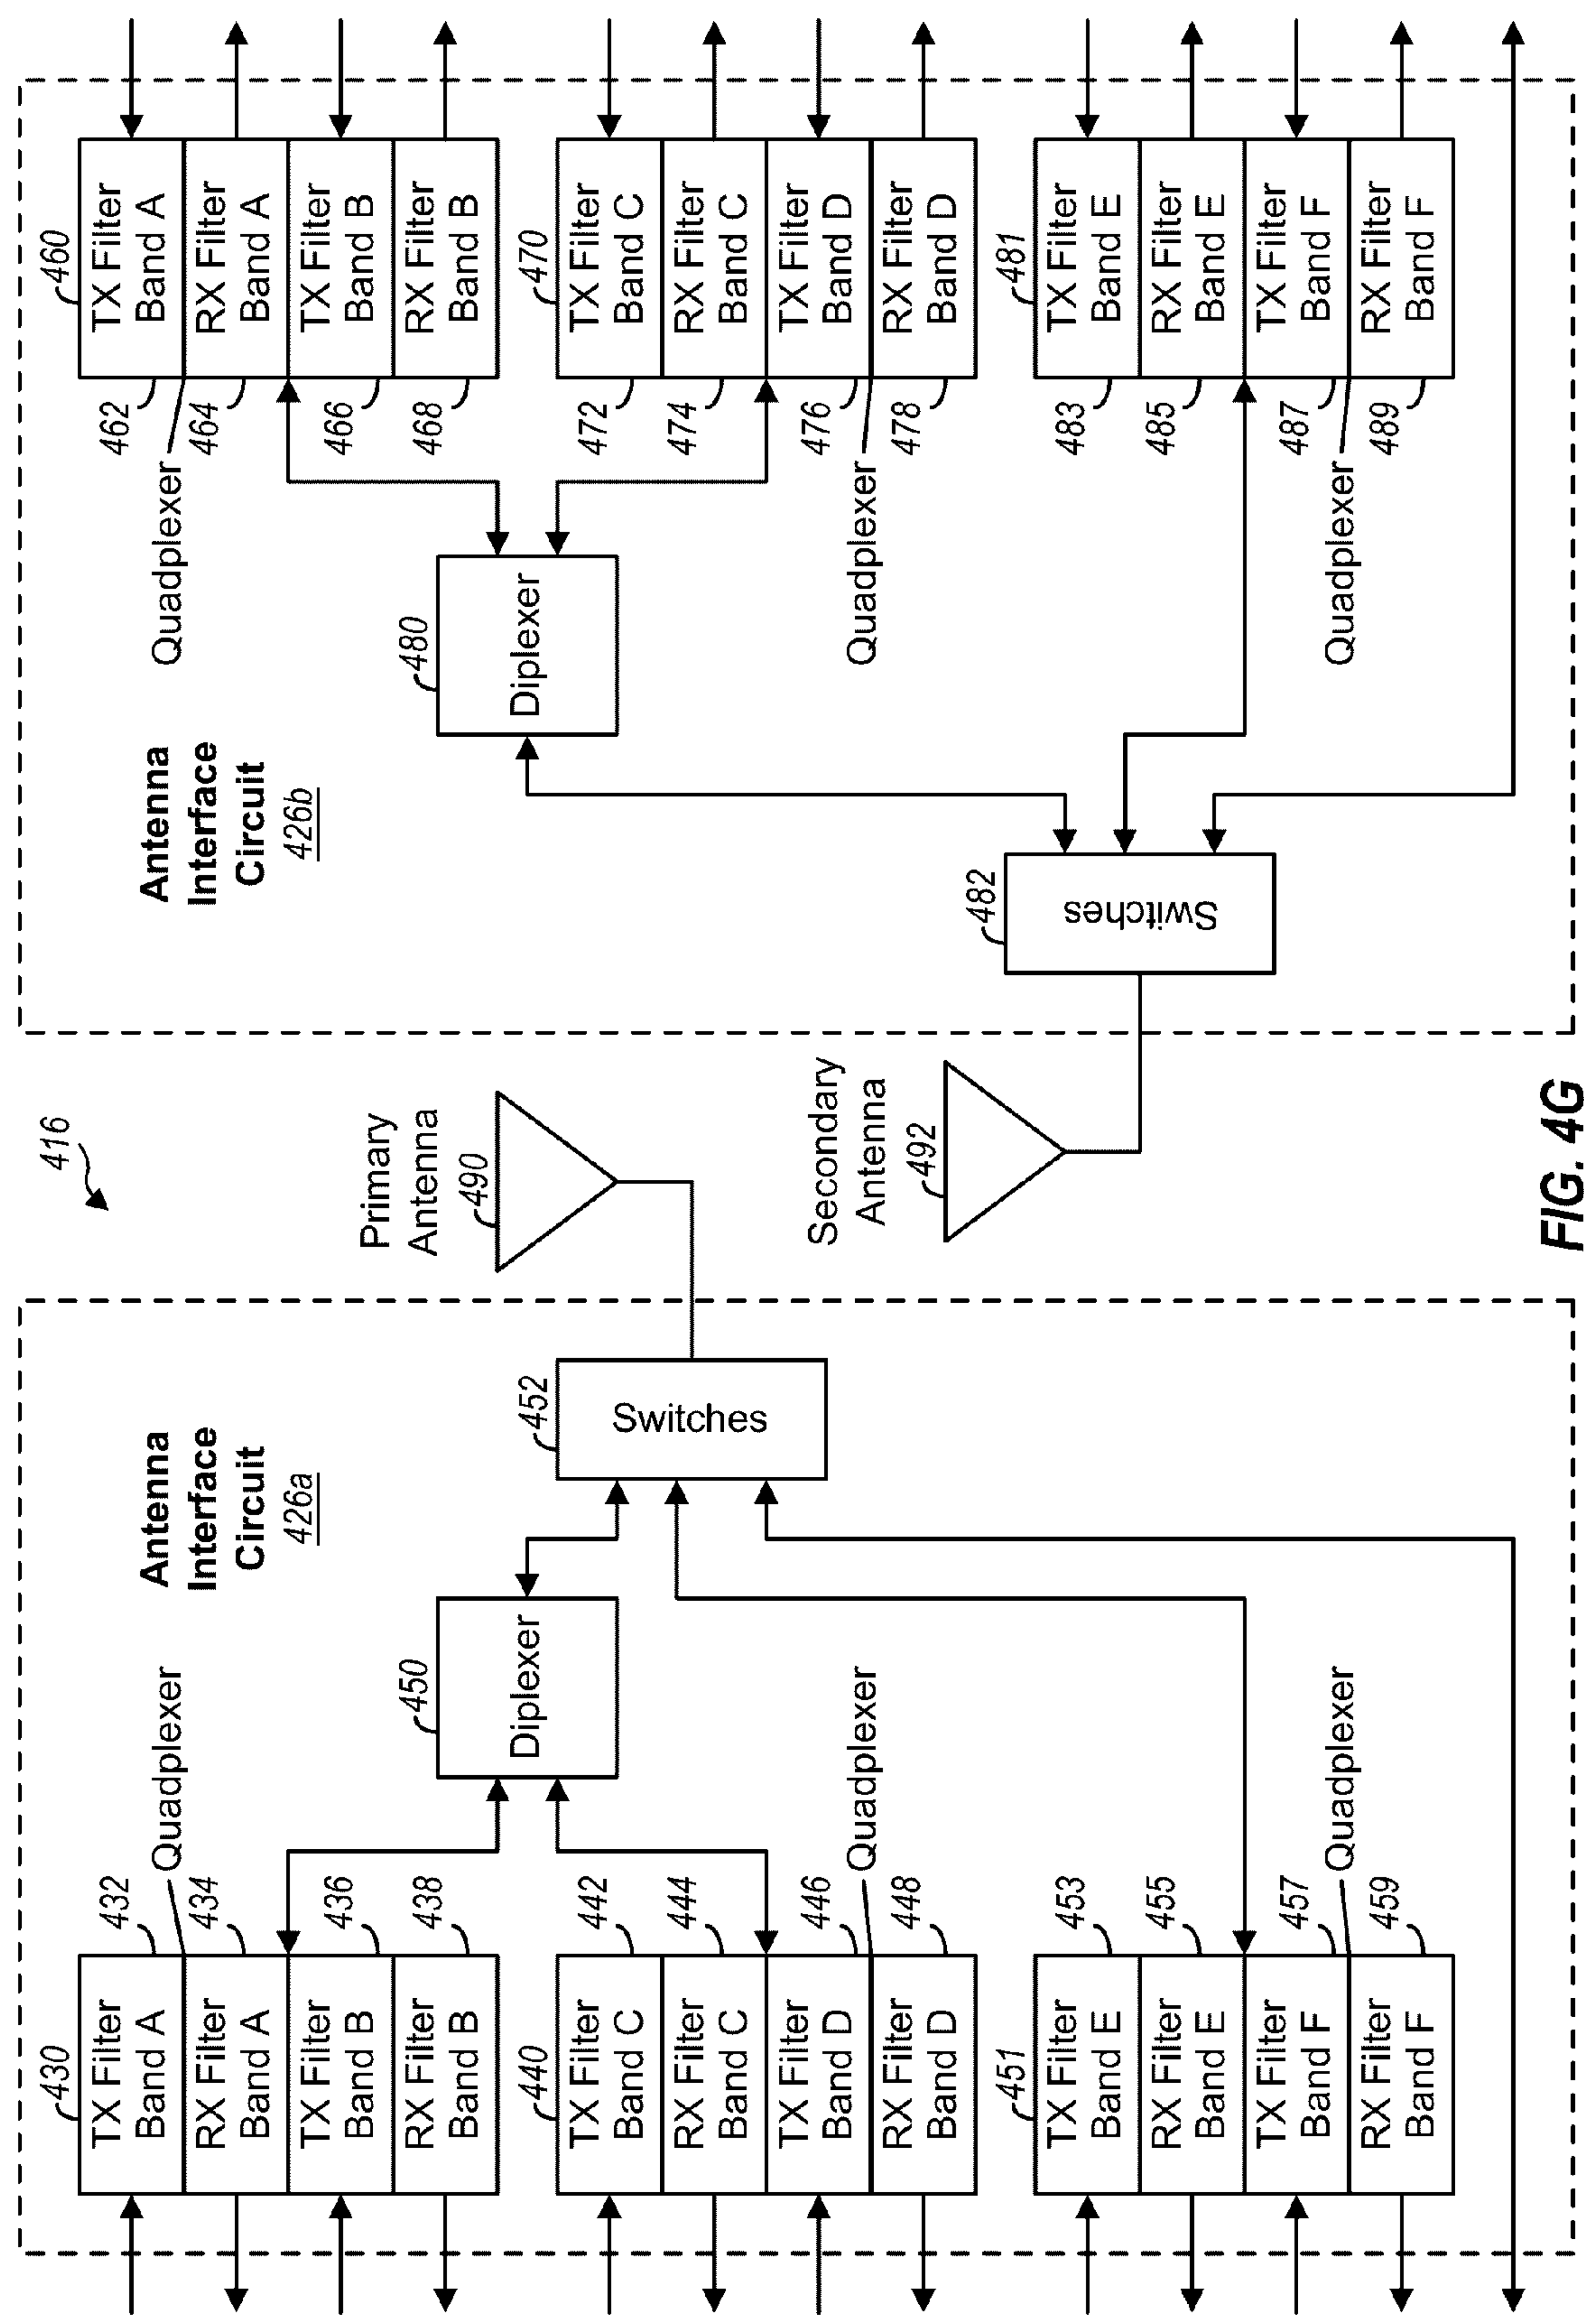 416
Antenna
Interface
Circuit
426a
430
TX Filter
Band A
432
RX Filter
Band A
434
TX Filter
Band B
436
RX Filter
Band B
438
Quadplexer
440
TX Filter
Band C
442
RX Filter
Band C
444
TX Filter
Band D
446
RX Filter
Band D
448
Quadplexer
451
TX Filter
Band E
453
RX Filter
Band E
455
TX Filter
Band F
457
RX Filter
Band F
459
Quadplexer
450
Diplexer
452
Switches
Primary
Antenna
490
Secondary
Antenna
492
Antenna
Interface
Circuit
426b
482
Switches
480
Diplexer
460
TX Filter
Band A
462
RX Filter
Band A
464
TX Filter
Band B
466
RX Filter
Band B
468
Quadplexer
470
TX Filter
Band C
472
RX Filter
Band C
474
TX Filter
Band D
476
RX Filter
Band D
478
Quadplexer
481
TX Filter
Band E
483
RX Filter
Band E
485
TX Filter
Band F
487
RX Filter
Band F
489
Quadplexer
FIG. 4G